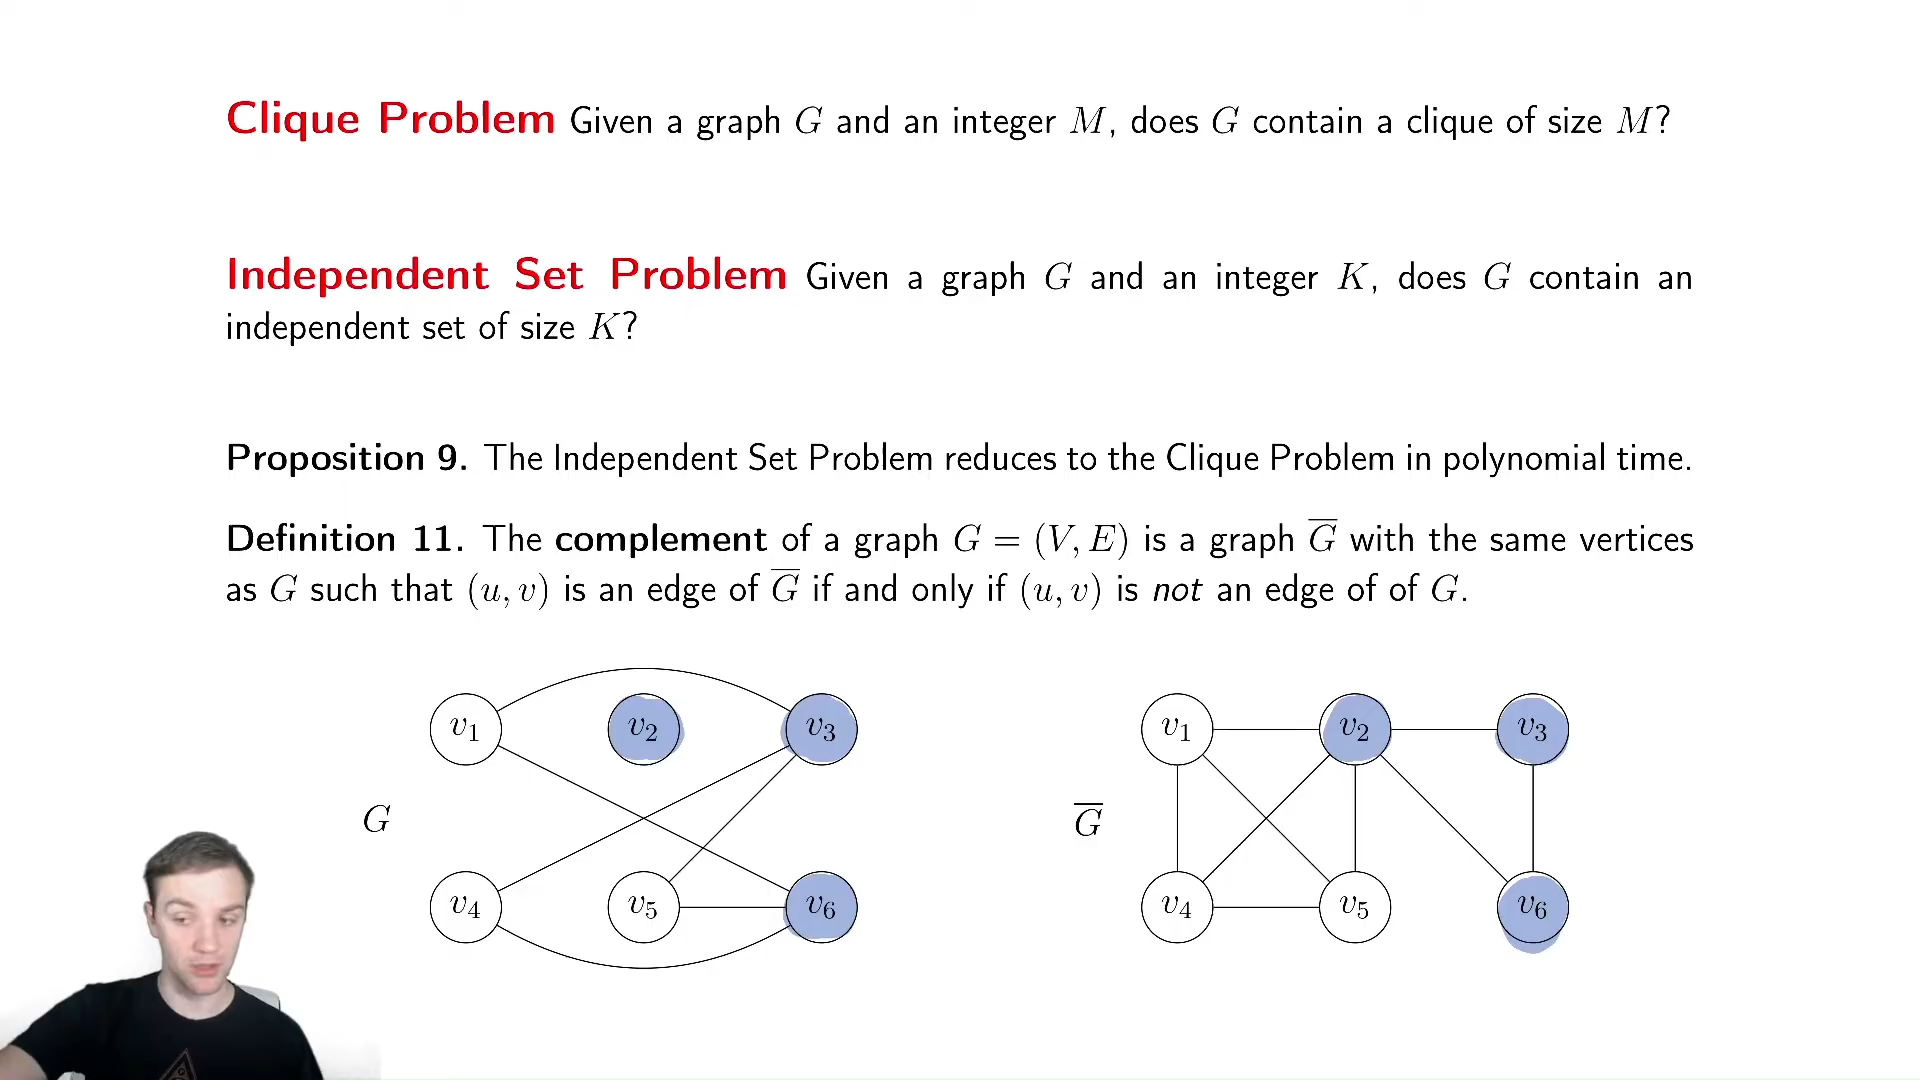 Clique Problem Given a graph G and an integer M, does G contain a clique of size M?
Independent Set Problem Given a graph G and an integer K, does G contain an
independent set of size K?
Proposition 9. The Independent Set Problem reduces to the Clique Problem in polynomial time.
Definition 11. The complement of a graph G = (V, E) is a graph G̅ with the same vertices
as G such that (u, v) is an edge of G̅ if and only if (u, v) is not an edge of of G.
v₁ v₂ v₃
G
v₄ v₅ v₆
v₁ v₂ v₃
G̅
v₄ v₅ v₆